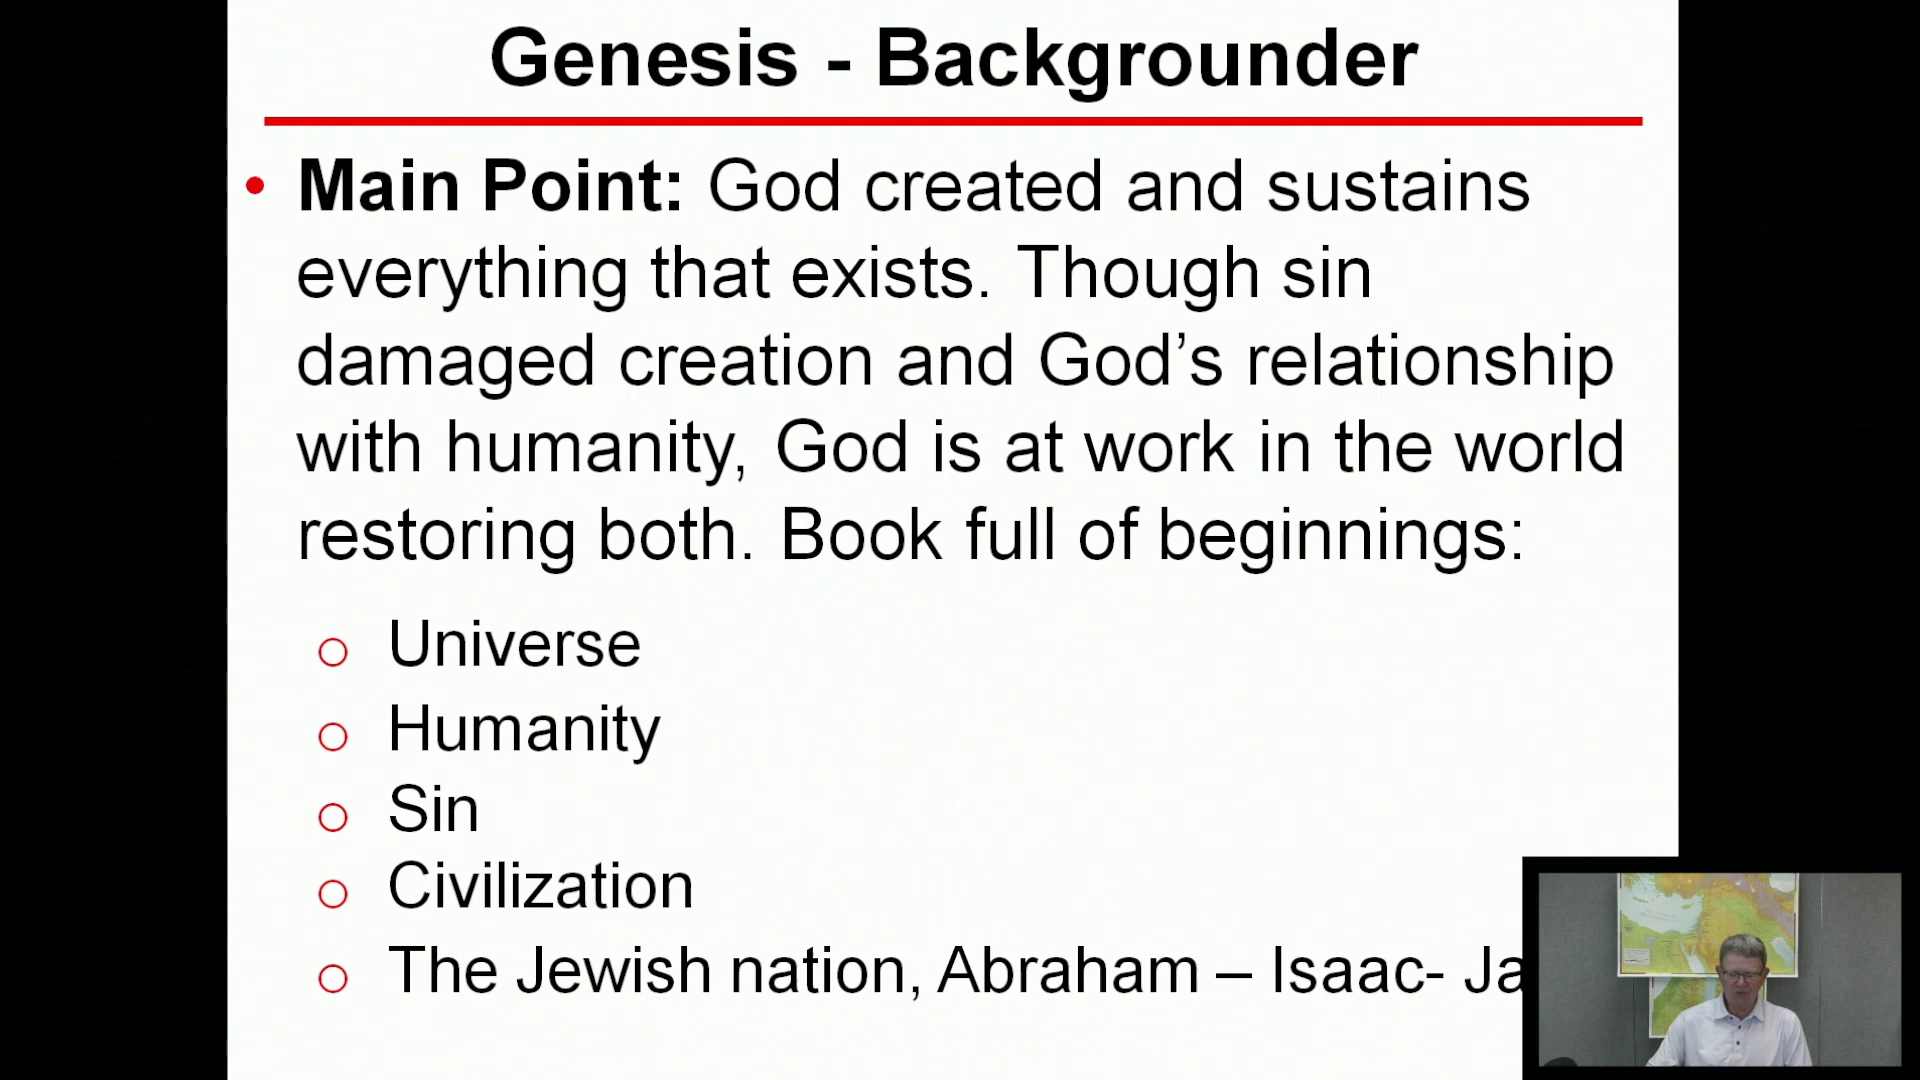 Genesis - Backgrounder
• Main Point: God created and sustains
everything that exists. Though sin
damaged creation and God’s relationship
with humanity, God is at work in the world
restoring both. Book full of beginnings:
o Universe
o Humanity
o Sin
o Civilization
o The Jewish nation, Abraham – Isaac-